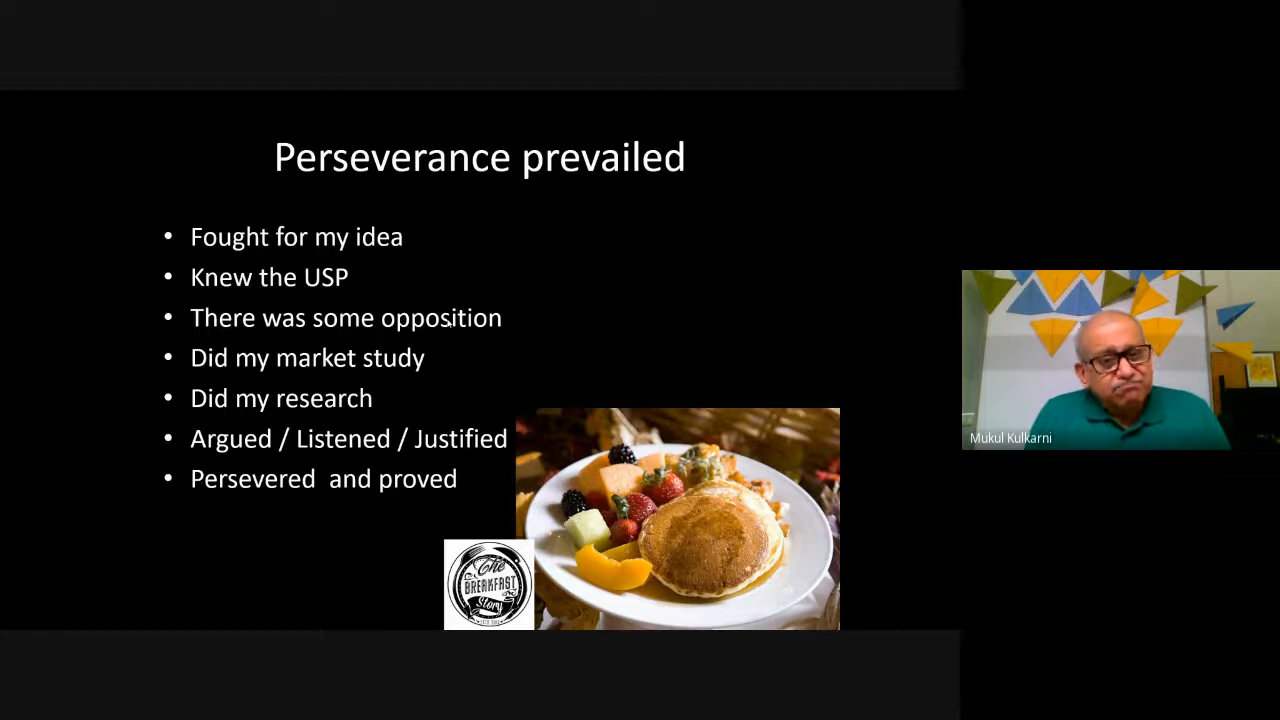 Perseverance prevailed
• Fought for my idea
• Knew the USP
• There was some opposition
• Did my market study
• Did my research
• Argued / Listened / Justified
• Persevered  and proved
The
BREAKFAST
Story
Mukul Kulkarni